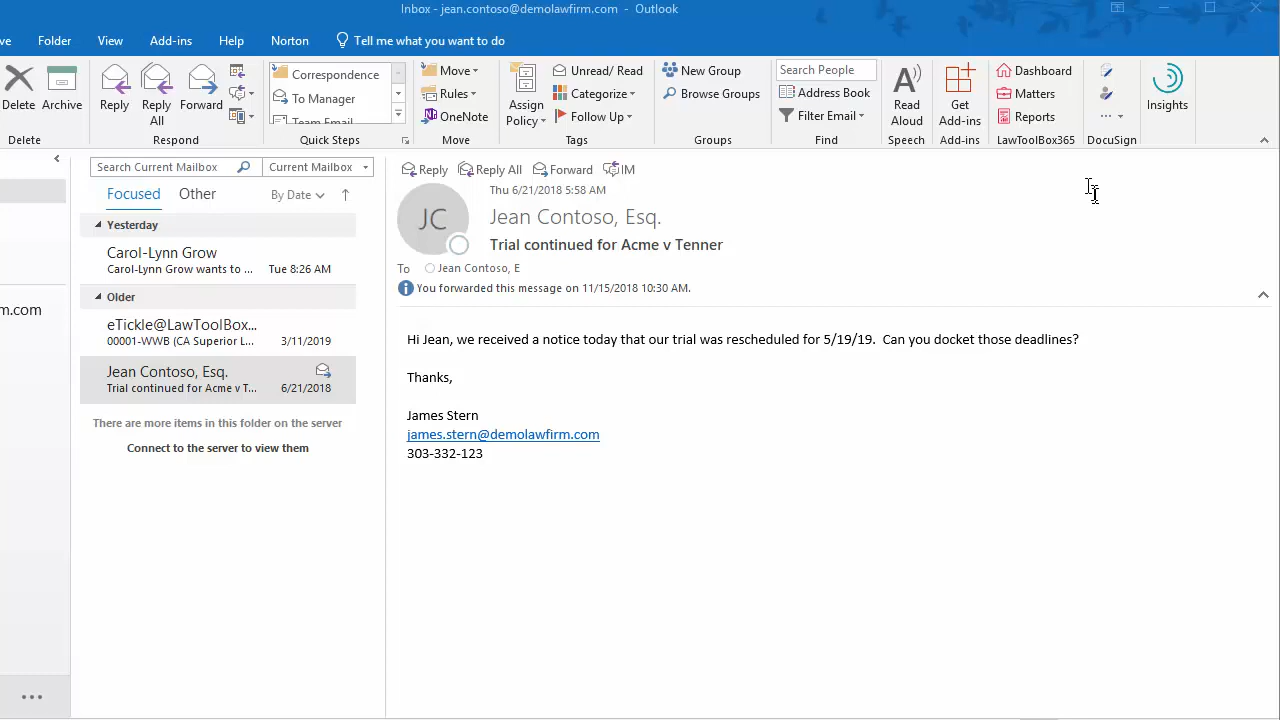 Inbox - jean.contoso@demolawfirm.com - Outlook
ve Folder View Add-ins Help Norton Tell me what you want to do
Delete Archive Reply Reply All Forward
Correspondence
To Manager
Team Email
Move
Rules
OneNote
Assign Policy
Unread/ Read
Categorize
Follow Up
New Group
Browse Groups
Search People
Address Book
Filter Email
Read Aloud
Get Add-ins
Dashboard
Matters
Reports
Insights
Delete Respond Quick Steps Move Tags Groups Find Speech Add-ins LawToolBox365 DocuSign
Search Current Mailbox Current Mailbox
Focused Other By Date
Yesterday
Carol-Lynn Grow
Carol-Lynn Grow wants to ... Tue 8:26 AM
Older
eTickle@LawToolBox...
00001-WWB (CA Superior L... 3/11/2019
Jean Contoso, Esq.
Trial continued for Acme v T... 6/21/2018
There are more items in this folder on the server
Connect to the server to view them
m.com
Reply Reply All Forward IM
Thu 6/21/2018 5:58 AM
JC
Jean Contoso, Esq.
Trial continued for Acme v Tenner
To Jean Contoso, E
You forwarded this message on 11/15/2018 10:30 AM.
Hi Jean, we received a notice today that our trial was rescheduled for 5/19/19. Can you docket those deadlines?
Thanks,
James Stern
james.stern@demolawfirm.com
303-332-123